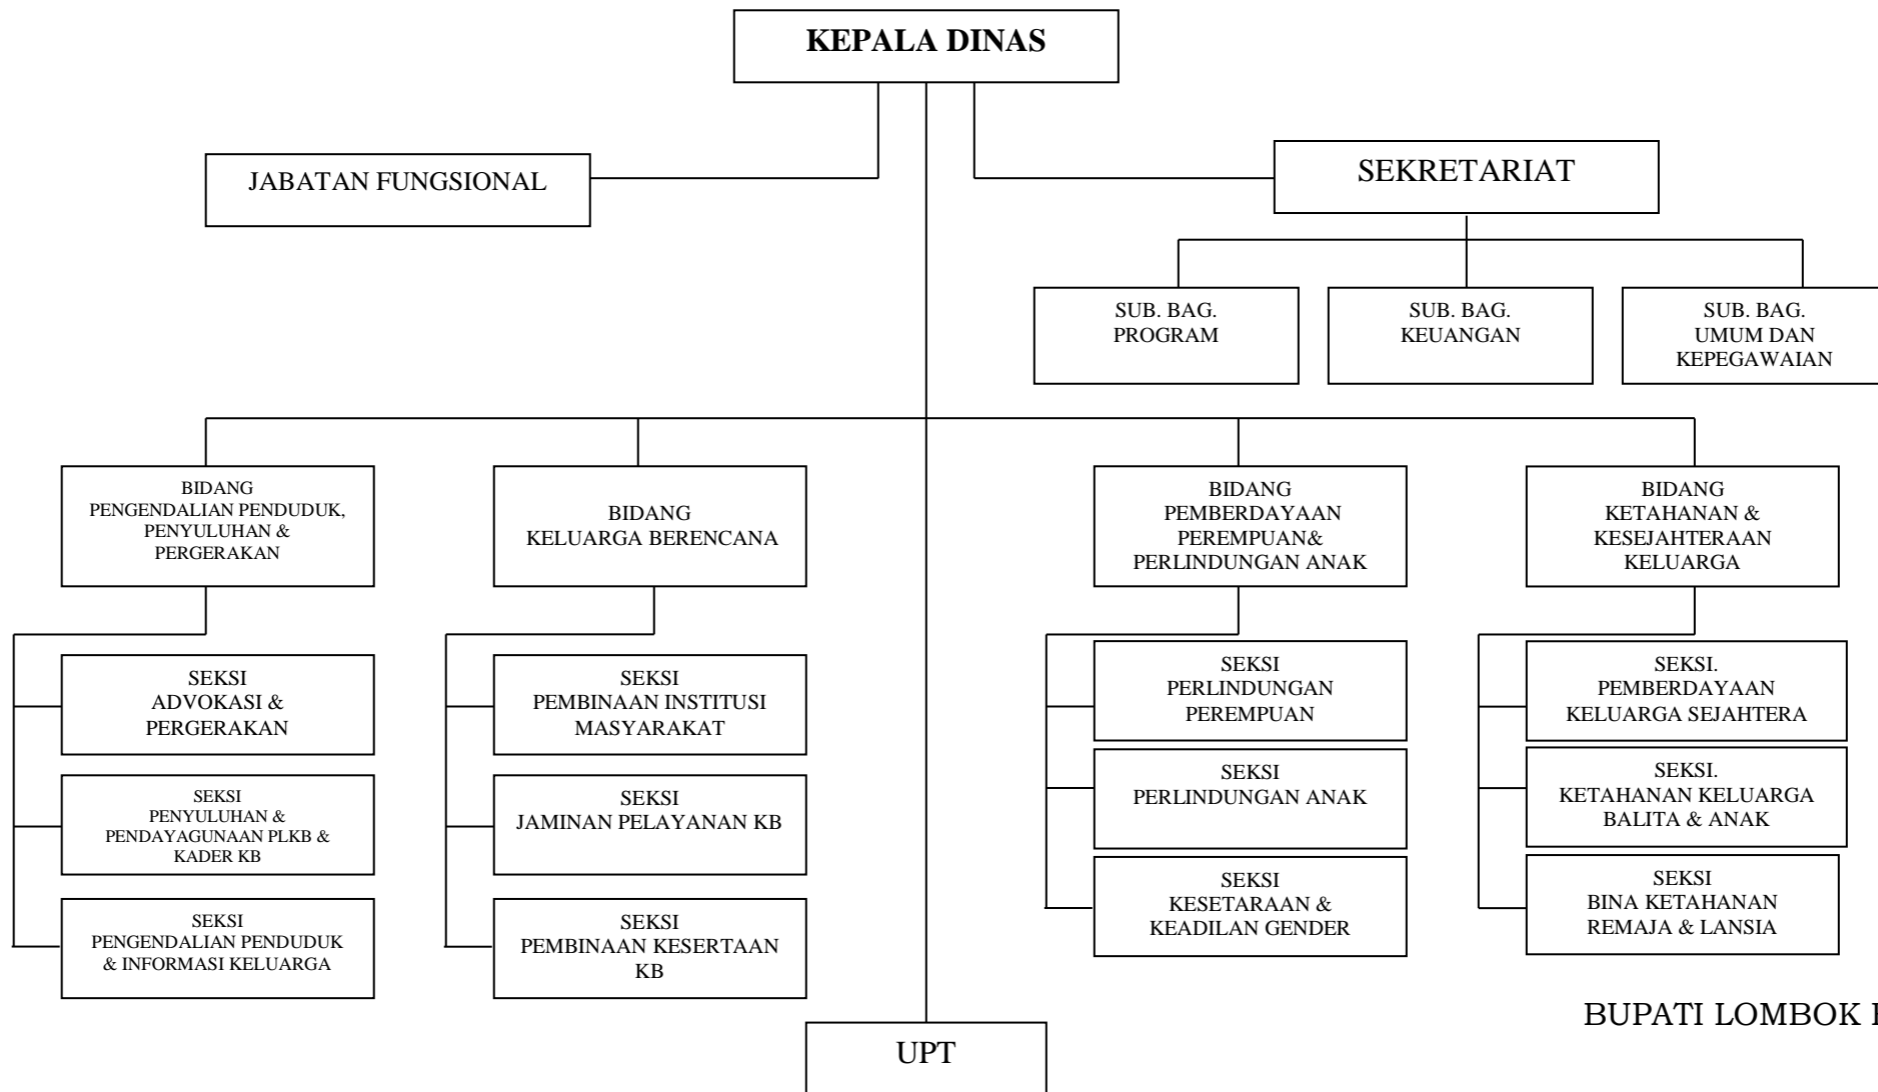 KEPALA DINAS
JABATAN FUNGSIONAL
SEKRETARIAT
SUB. BAG.
PROGRAM
SUB. BAG.
KEUANGAN
SUB. BAG.
UMUM DAN
KEPEGAWAIAN
BIDANG
PENGENDALIAN PENDUDUK,
PENYULUHAN &
PERGERAKAN
BIDANG
KELUARGA BERENCANA
BIDANG
PEMBERDAYAAN
PEREMPUAN&
PERLINDUNGAN ANAK
BIDANG
KETAHANAN &
KESEJAHTERAAN
KELUARGA
SEKSI
ADVOKASI &
PERGERAKAN
SEKSI
PENYULUHAN &
PENDAYAGUNAAN PLKB &
KADER KB
SEKSI
PENGENDALIAN PENDUDUK
& INFORMASI KELUARGA
SEKSI
PEMBINAAN INSTITUSI
MASYARAKAT
SEKSI
JAMINAN PELAYANAN KB
SEKSI
PEMBINAAN KESERTAAN
KB
SEKSI
PERLINDUNGAN
PEREMPUAN
SEKSI
PERLINDUNGAN ANAK
SEKSI
KESETARAAN &
KEADILAN GENDER
SEKSI.
PEMBERDAYAAN
KELUARGA SEJAHTERA
SEKSI.
KETAHANAN KELUARGA
BALITA & ANAK
SEKSI
BINA KETAHANAN
REMAJA & LANSIA
BUPATI LOMBOK
UPT